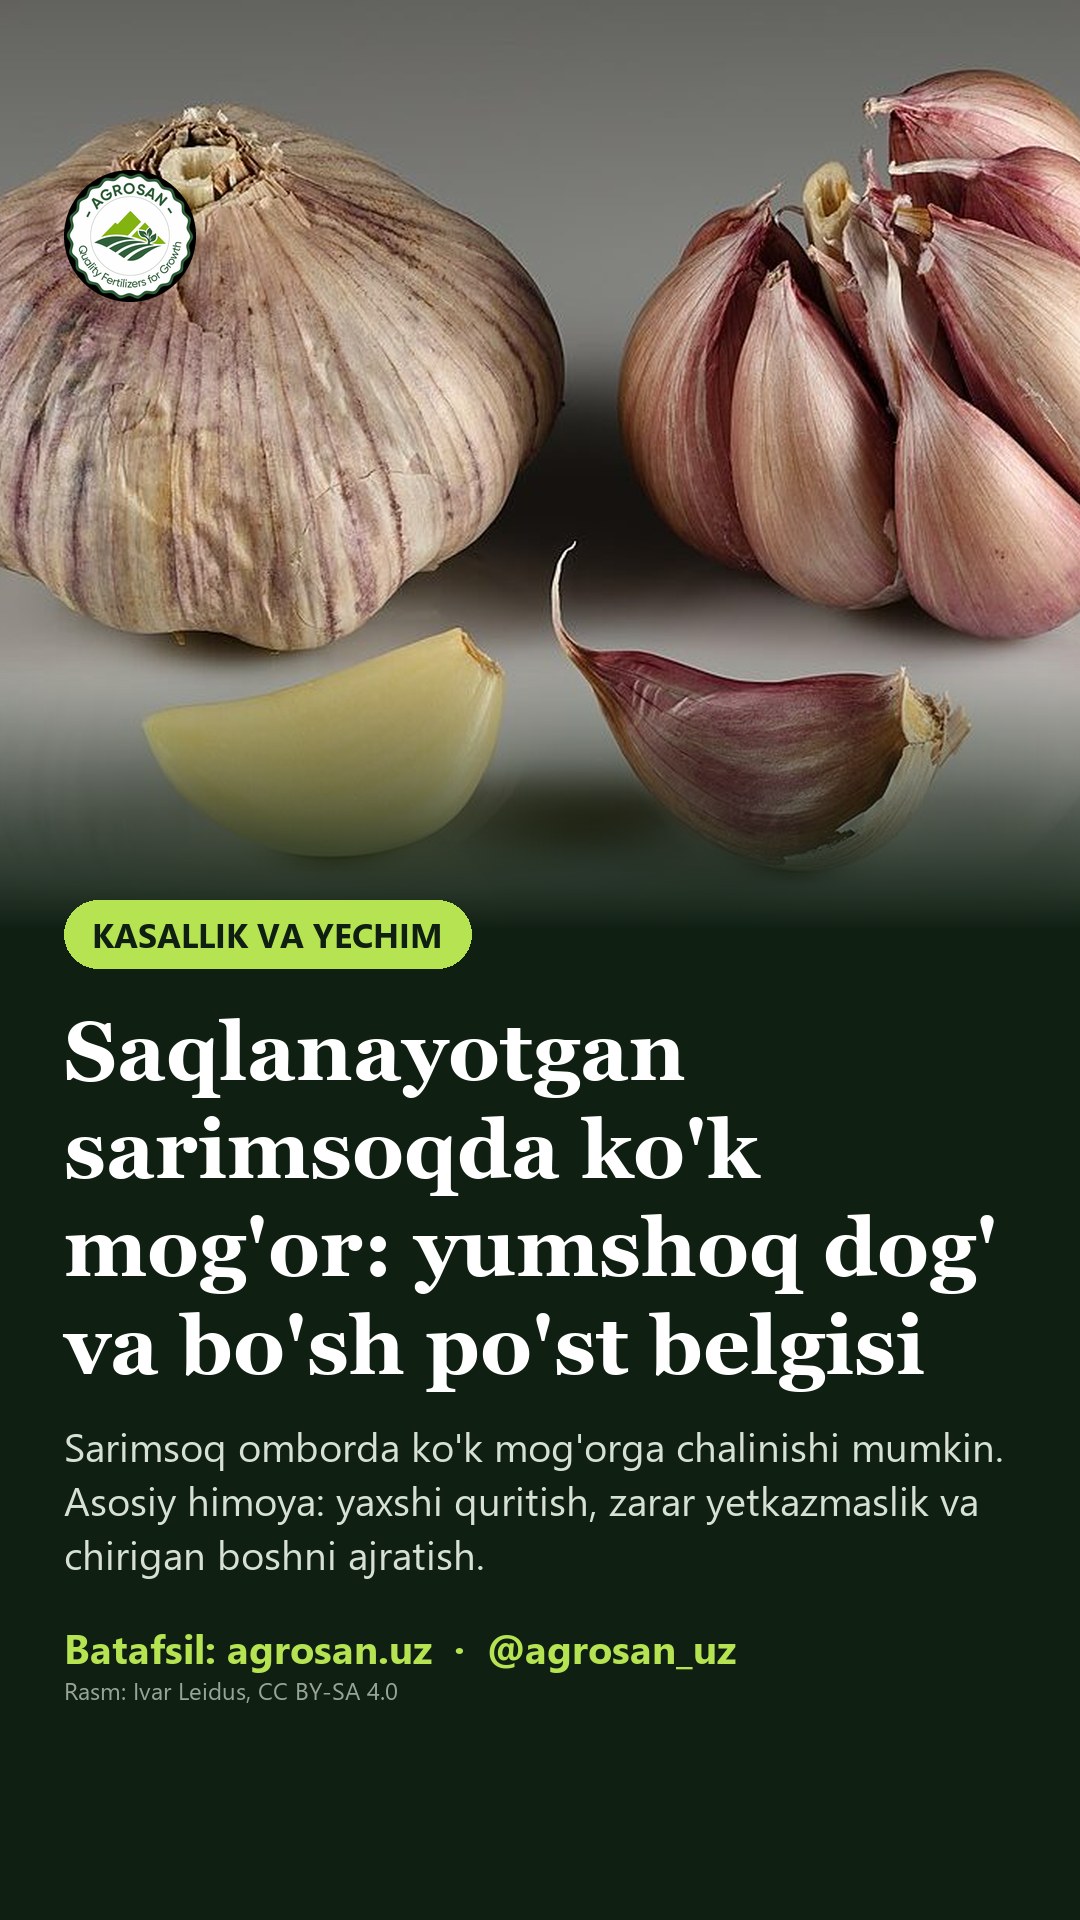 - AGROSAN -
Quality Fertilizers for Growth
KASALLIK VA YECHIM
Saqlanayotgan
sarimsoqda ko'k
mog'or: yumshoq dog'
va bo'sh po'st belgisi
Sarimsoq omborda ko'k mog'orga chalinishi mumkin.
Asosiy himoya: yaxshi quritish, zarar yetkazmaslik va
chirigan boshni ajratish.
Batafsil: agrosan.uz · @agrosan_uz
Rasm: Ivar Leidus, CC BY-SA 4.0